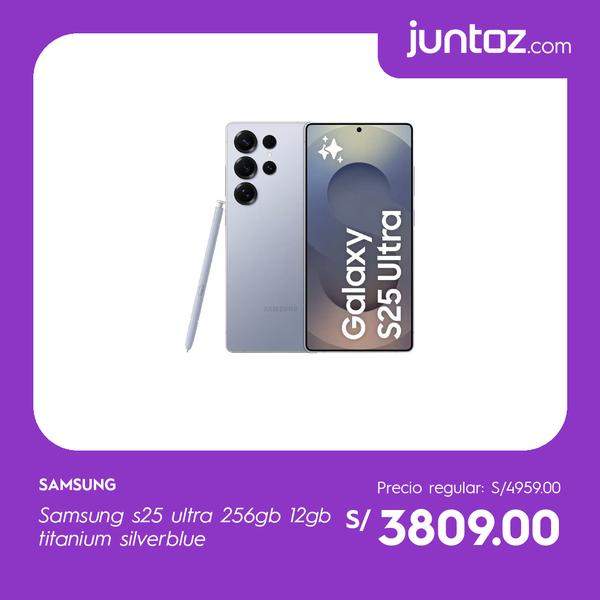 juntoz.com
SAMSUNG
Galaxy
S25 Ultra
SAMSUNG
Precio regular: S/4959.00
Samsung s25 ultra 256gb 12gb
titanium silverblue
S/ 3809.00